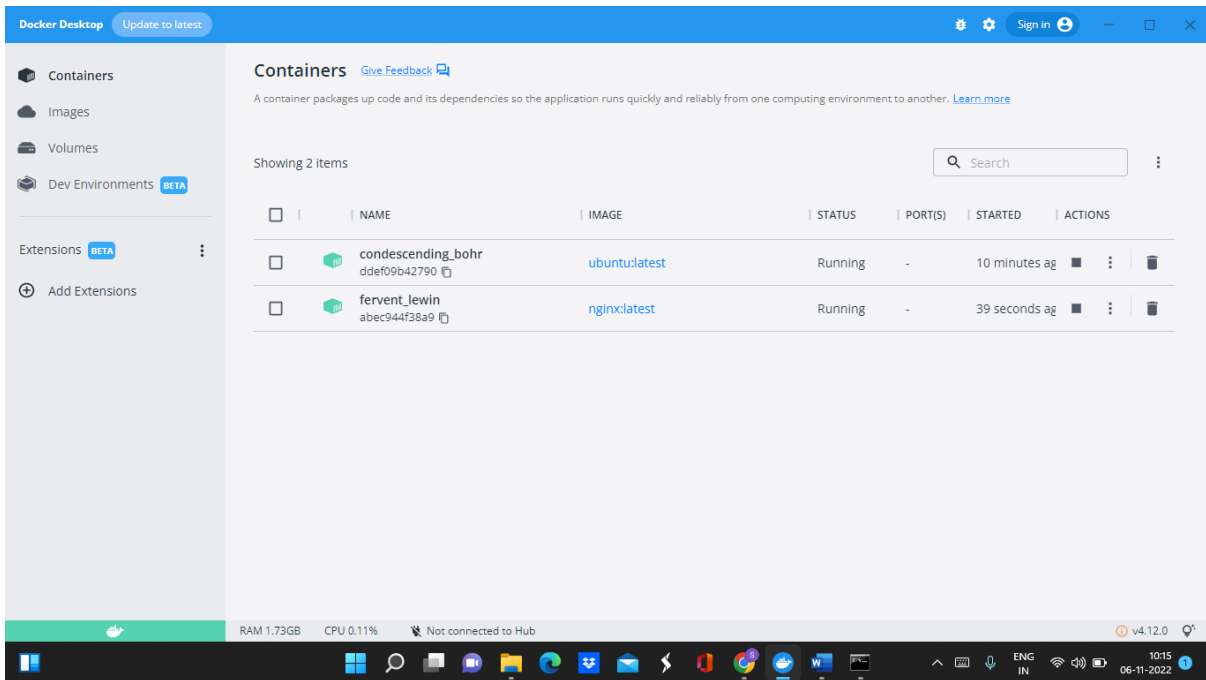 Docker Desktop Update to latest Sign in
Containers
Images
Volumes
Dev Environments BETA
Extensions BETA
Add Extensions
Containers Give Feedback
A container packages up code and its dependencies so the application runs quickly and reliably from one computing environment to another. Learn more
Showing 2 items Search
NAME IMAGE STATUS PORT(S) STARTED ACTIONS
condescending_bohr ubuntu:latest Running - 10 minutes ag
ddef09b42790
fervent_lewin nginx:latest Running - 39 seconds ag
abec944f38a9
RAM 1.73GB CPU 0.11% Not connected to Hub v4.12.0
S W
ENG 10:15
IN 06-11-2022 1